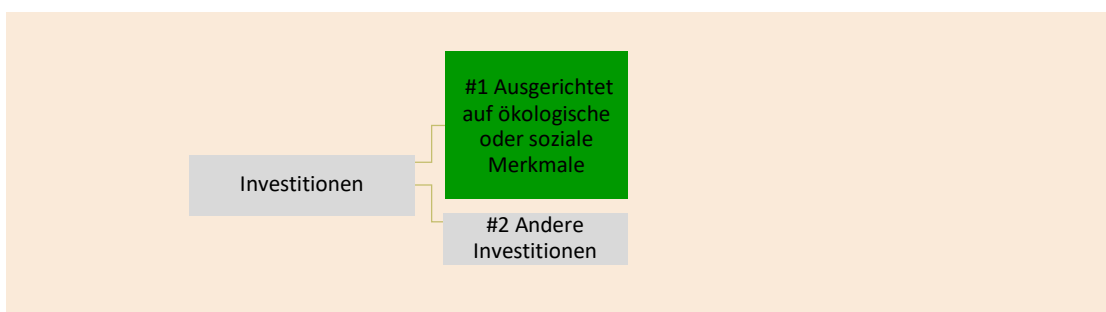 #1 Ausgerichtet
auf ökologische
oder soziale
Merkmale
Investitionen
#2 Andere
Investitionen